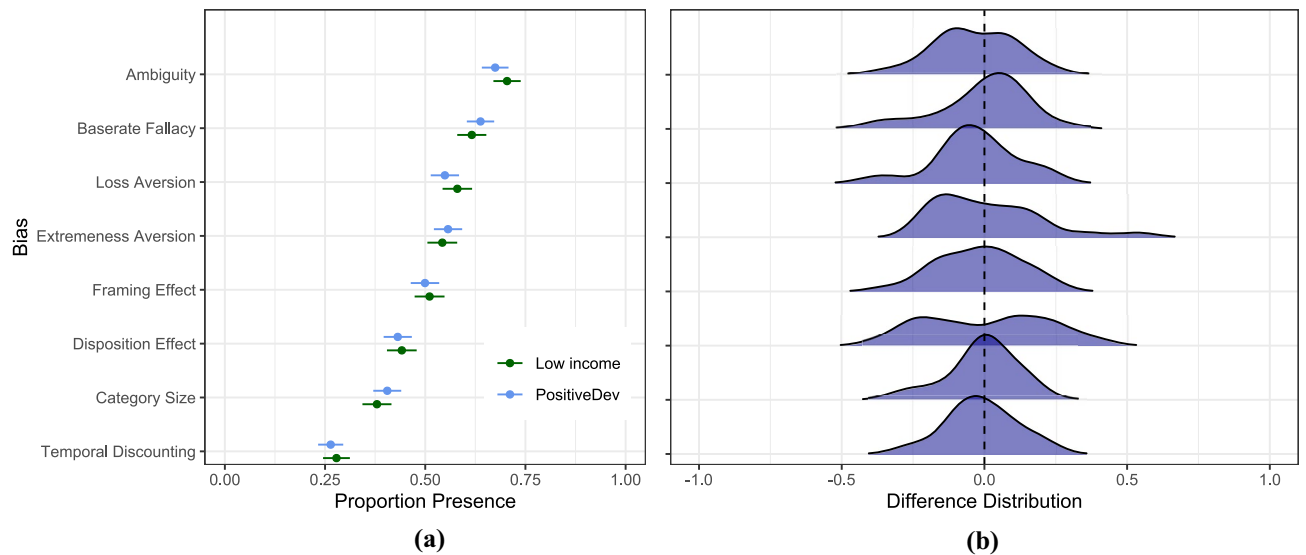 Bias
Ambiguity
Baserate Fallacy
Loss Aversion
Extremeness Aversion
Framing Effect
Disposition Effect
Category Size
Temporal Discounting
Low income
PositiveDev
0.00 0.25 0.50 0.75 1.00
Proportion Presence
(a)
-1.0 -0.5 0.0 0.5 1.0
Difference Distribution
(b)